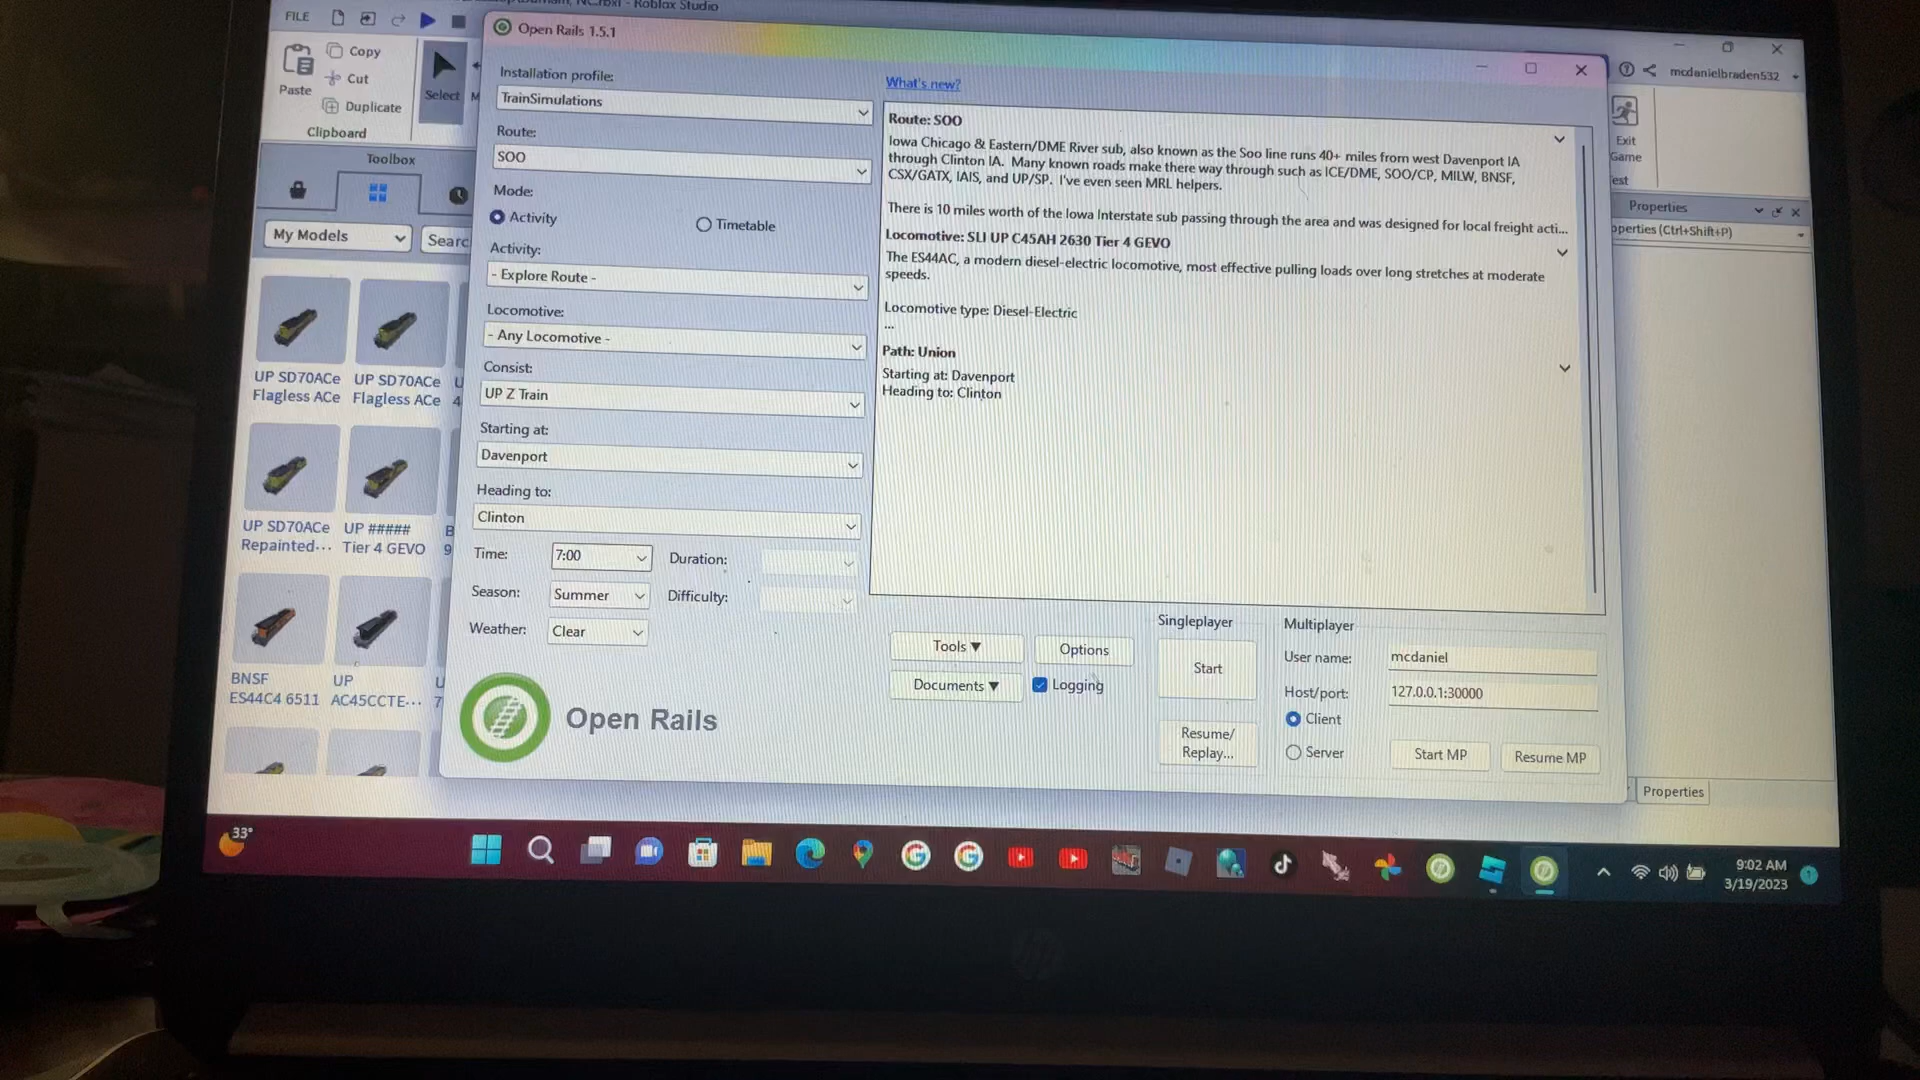 Roblox Studio
FILE
Copy
Cut
Paste
Duplicate
Select
Clipboard
Toolbox
My Models
UP SD70ACe
Flagless ACe
UP SD70ACe
Flagless ACe
UP SD70ACe
Repainted...
UP #####
Tier 4 GEVO
BNSF
ES44C4 6511
UP
AC45CCTE...
Open Rails 1.5.1
Installation profile:
TrainSimulations
Route:
SOO
Mode:
Activity
Timetable
Activity:
- Explore Route -
Locomotive:
- Any Locomotive -
Consist:
UP Z Train
Starting at:
Davenport
Heading to:
Clinton
Time:
7:00
Duration:
Season:
Summer
Difficulty:
Weather:
Clear
Open Rails
What's new?
Route: SOO
Iowa Chicago & Eastern/DME River sub, also known as the Soo line runs 40+ miles from west Davenport IA
through Clinton IA. Many known roads make there way through such as ICE/DME, SOO/CP, MILW, BNSF,
CSX/GATX, IAIS, and UP/SP. I've even seen MRL helpers.
There is 10 miles worth of the Iowa Interstate sub passing through the area and was designed for local freight acti...
Locomotive: SLI UP C45AH 2630 Tier 4 GEVO
The ES44AC, a modern diesel-electric locomotive, most effective pulling loads over long stretches at moderate
speeds.
Locomotive type: Diesel-Electric
...
Path: Union
Starting at: Davenport
Heading to: Clinton
Tools ▼
Options
Documents ▼
Logging
Singleplayer
Start
Resume/
Replay...
Multiplayer
User name:
mcdaniel
Host/port:
127.0.0.1:30000
Client
Server
Start MP
Resume MP
mcdanielbraden532
Exit
Game
Properties
(Ctrl+Shift+P)
Properties
33°
9:02 AM
3/19/2023
1